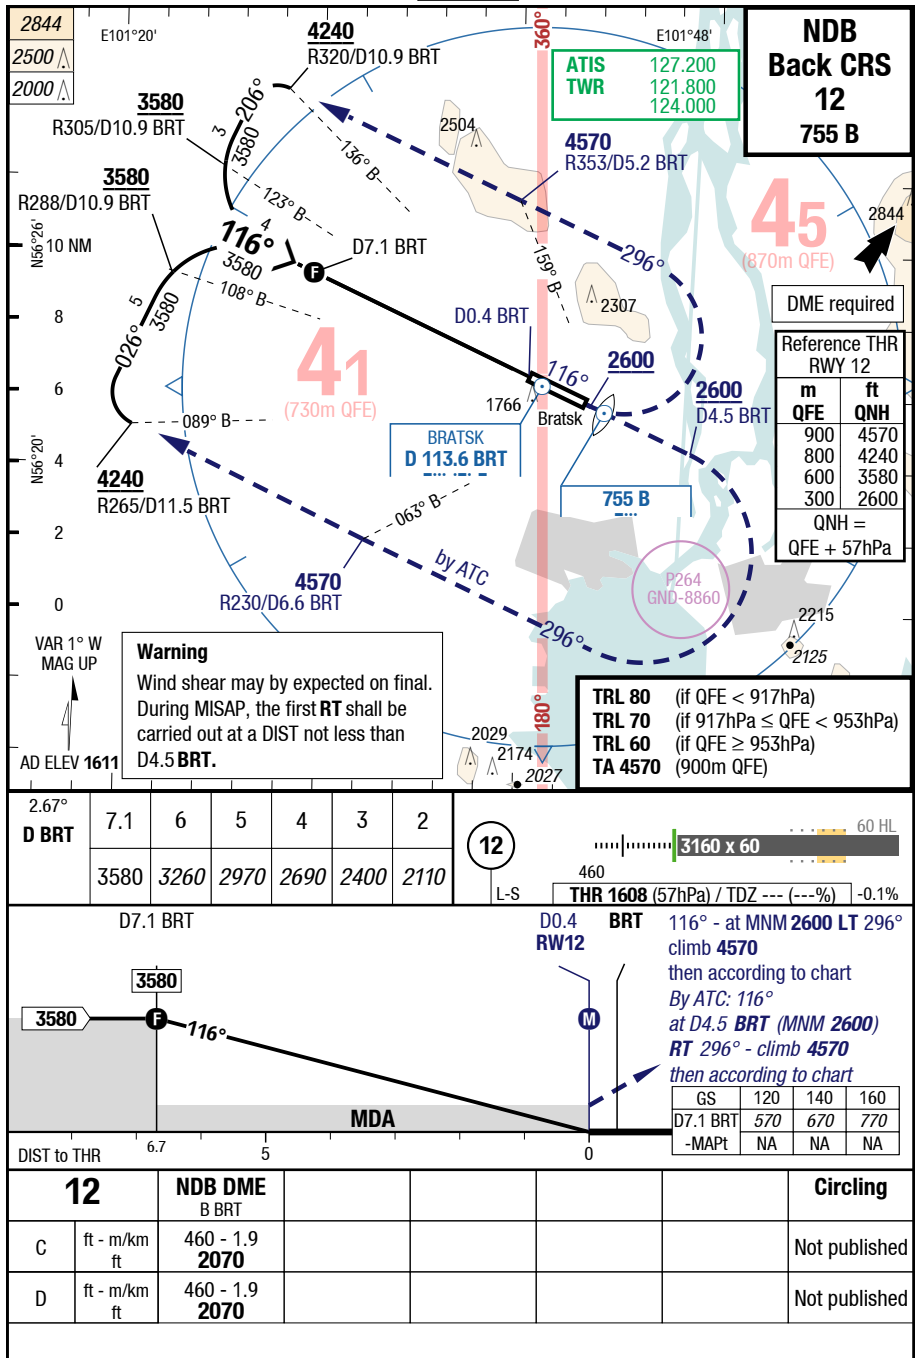 2844
2500
2000
E101°20'
4240
R320/D10.9 BRT
360°
E101°48'
NDB
Back CRS
12
755 B
ATIS 127.200
TWR 121.800
124.000
206°
3580
R305/D10.9 BRT
3
3580
136° B
2504
4570
R353/D5.2 BRT
3580
R288/D10.9 BRT
123° B
4
116°
3580
D7.1 BRT
F
159° B
296°
45
(870m QFE)
2844
N56°26'
10 NM
108° B
5
3580
026°
2307
DME required
8
D0.4 BRT
41
(730m QFE)
116°
2600
2600
D4.5 BRT
Reference THR
RWY 12
m ft
QFE QNH
900 4570
800 4240
600 3580
300 2600
QNH =
QFE + 57hPa
6
1766
Bratsk
089° B
BRATSK
D 113.6 BRT
N56°20'
4
4240
R265/D11.5 BRT
755 B
063° B
2
by ATC
4570
R230/D6.6 BRT
P264
GND-8860
0
296°
2215
2125
VAR 1° W
MAG UP
AD ELEV 1611
Warning
Wind shear may by expected on final.
During MISAP, the first RT shall be
carried out at a DIST not less than
D4.5 BRT.
180°
2029
2174
2027
TRL 80 (if QFE < 917hPa)
TRL 70 (if 917hPa ≤ QFE < 953hPa)
TRL 60 (if QFE ≥ 953hPa)
TA 4570 (900m QFE)
2.67°
D BRT 7.1 6 5 4 3 2
3580 3260 2970 2690 2400 2110
12
L-S
460
3160 x 60
60 HL
THR 1608 (57hPa) / TDZ --- (---%) -0.1%
D7.1 BRT
D0.4
RW12
BRT
116° - at MNM 2600 LT 296°
climb 4570
then according to chart
By ATC: 116°
at D4.5 BRT (MNM 2600)
RT 296° - climb 4570
then according to chart
3580
3580
F
116°
M
MDA
GS 120 140 160
D7.1 BRT 570 670 770
-MAPt NA NA NA
DIST to THR 6.7 5 0
12 NDB DME Circling
B BRT
C ft - m/km 460 - 1.9 Not published
ft 2070
D ft - m/km 460 - 1.9 Not published
ft 2070